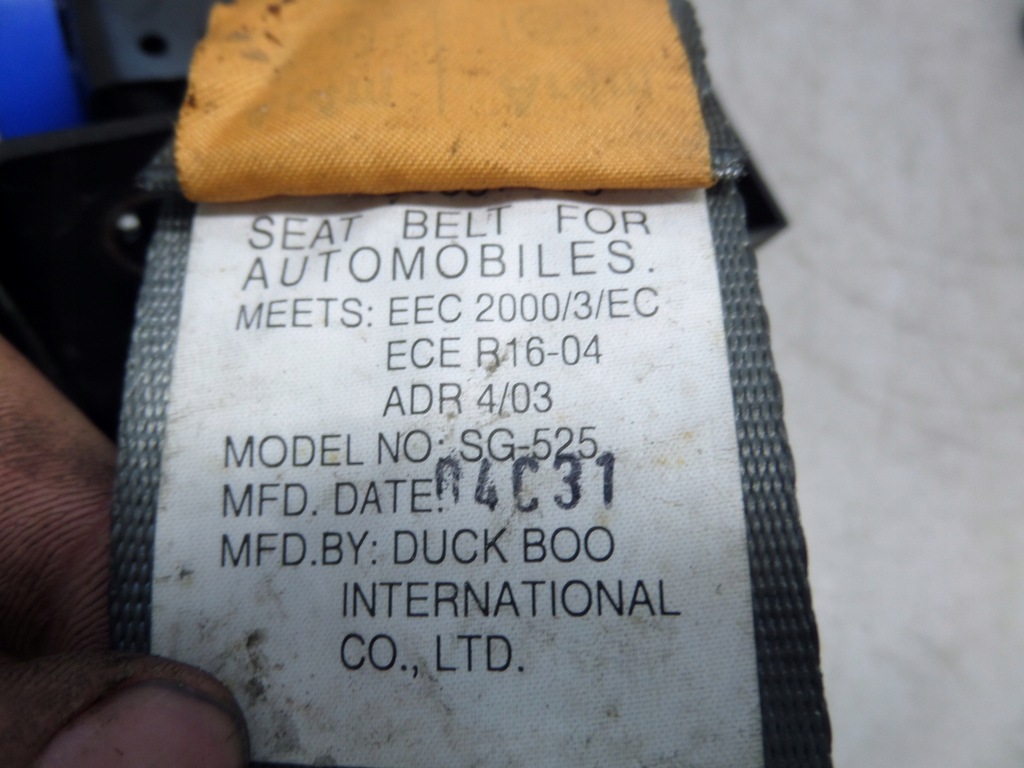 SEAT BELT FOR
AUTOMOBILES.
MEETS: EEC 2000/3/EC
ECE R16-04
ADR 4/03
MODEL NO: SG-525
MFD. DATE: 04C31
MFD.BY: DUCK BOO
INTERNATIONAL
CO., LTD.